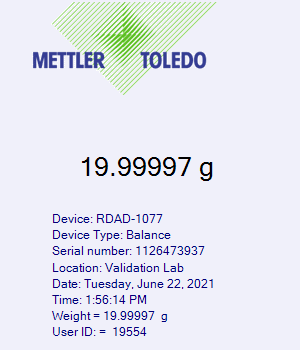 METTLER TOLEDO
19.99997 g
Device: RDAD-1077
Device Type: Balance
Serial number: 1126473937
Location: Validation Lab
Date: Tuesday, June 22, 2021
Time: 1:56:14 PM
Weight = 19.99997  g
User ID: =  19554